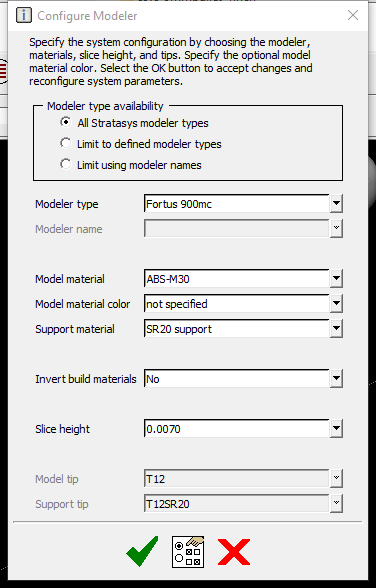 Configure Modeler
Specify the system configuration by choosing the modeler,
materials, slice height, and tips. Specify the optional model
material color. Select the OK button to accept changes and
reconfigure system parameters.
Modeler type availability
All Stratasys modeler types
Limit to defined modeler types
Limit using modeler names
Modeler type Fortus 900mc
Modeler name
Model material ABS-M30
Model material color not specified
Support material SR20 support
Invert build materials No
Slice height 0.0070
Model tip T12
Support tip T12SR20